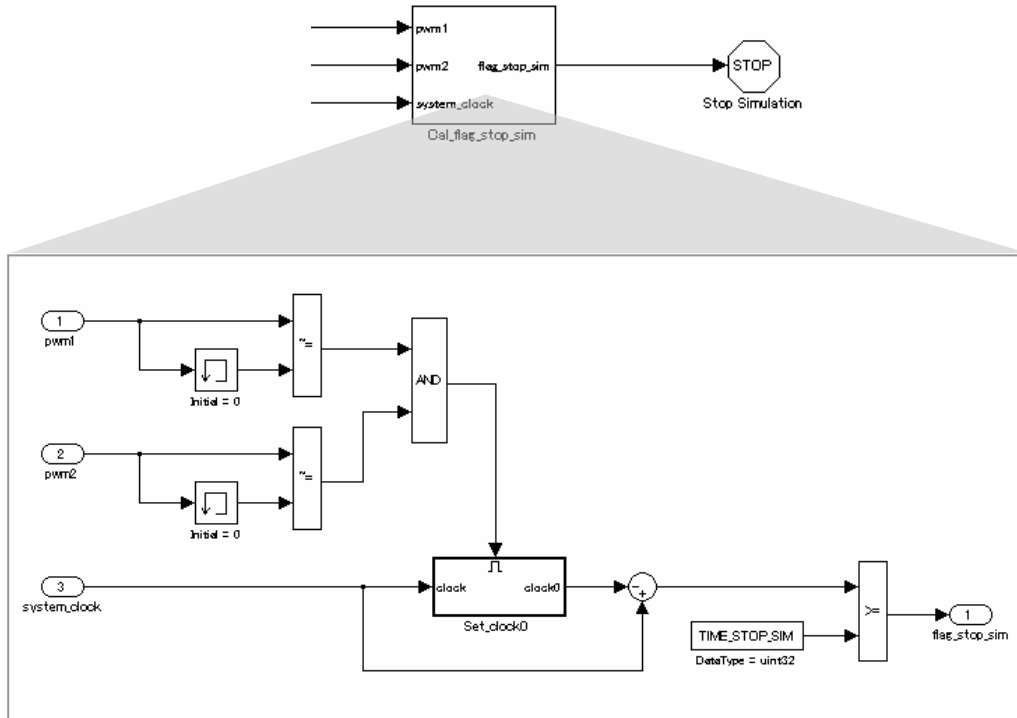 pwm1
pwm2
flag_stop_sim
system_clock
STOP
Stop Simulation
Cal_flag_stop_sim
1
pwm1
~=
Initial = 0
AND
2
pwm2
~=
Initial = 0
3
system_clock
clock
clock0
Set_clock0
-
+
TIME_STOP_SIM
DataType = uint32
>=
1
flag_stop_sim